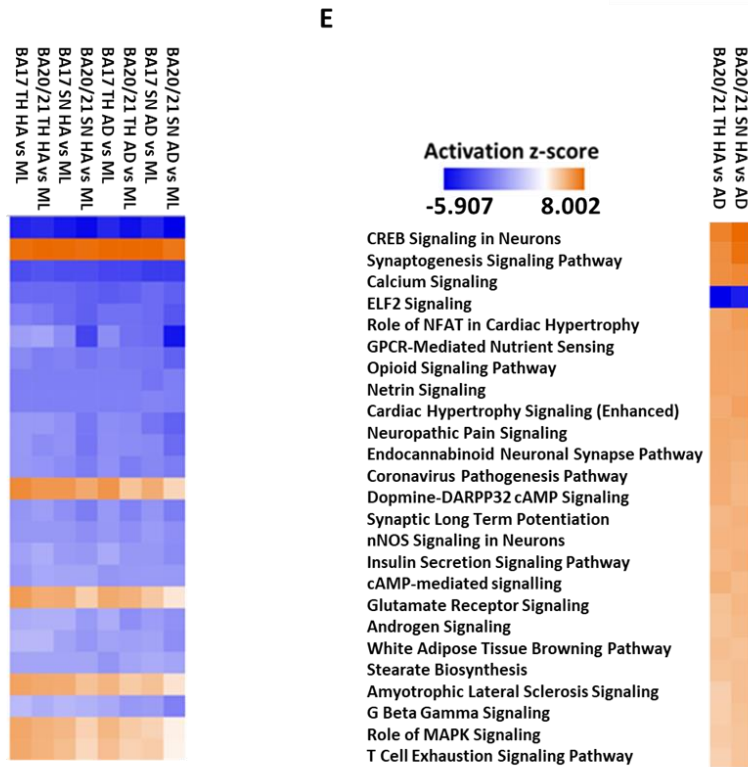 E
BA17 TH HA vs ML
BA20/21 TH HA vs ML
BA17 SN HA vs ML
BA20/21 SN HA vs ML
BA17 TH AD vs ML
BA20/21 TH AD vs ML
BA17 SN AD vs ML
BA20/21 SN AD vs ML
Activation z-score
-5.907 8.002
BA20/21 TH HA vs AD
BA20/21 SN HA vs AD
CREB Signaling in Neurons
Synaptogenesis Signaling Pathway
Calcium Signaling
ELF2 Signaling
Role of NFAT in Cardiac Hypertrophy
GPCR-Mediated Nutrient Sensing
Opioid Signaling Pathway
Netrin Signaling
Cardiac Hypertrophy Signaling (Enhanced)
Neuropathic Pain Signaling
Endocannabinoid Neuronal Synapse Pathway
Coronavirus Pathogenesis Pathway
Dopmine-DARPP32 cAMP Signaling
Synaptic Long Term Potentiation
nNOS Signaling in Neurons
Insulin Secretion Signaling Pathway
cAMP-mediated signalling
Glutamate Receptor Signaling
Androgen Signaling
White Adipose Tissue Browning Pathway
Stearate Biosynthesis
Amyotrophic Lateral Sclerosis Signaling
G Beta Gamma Signaling
Role of MAPK Signaling
T Cell Exhaustion Signaling Pathway